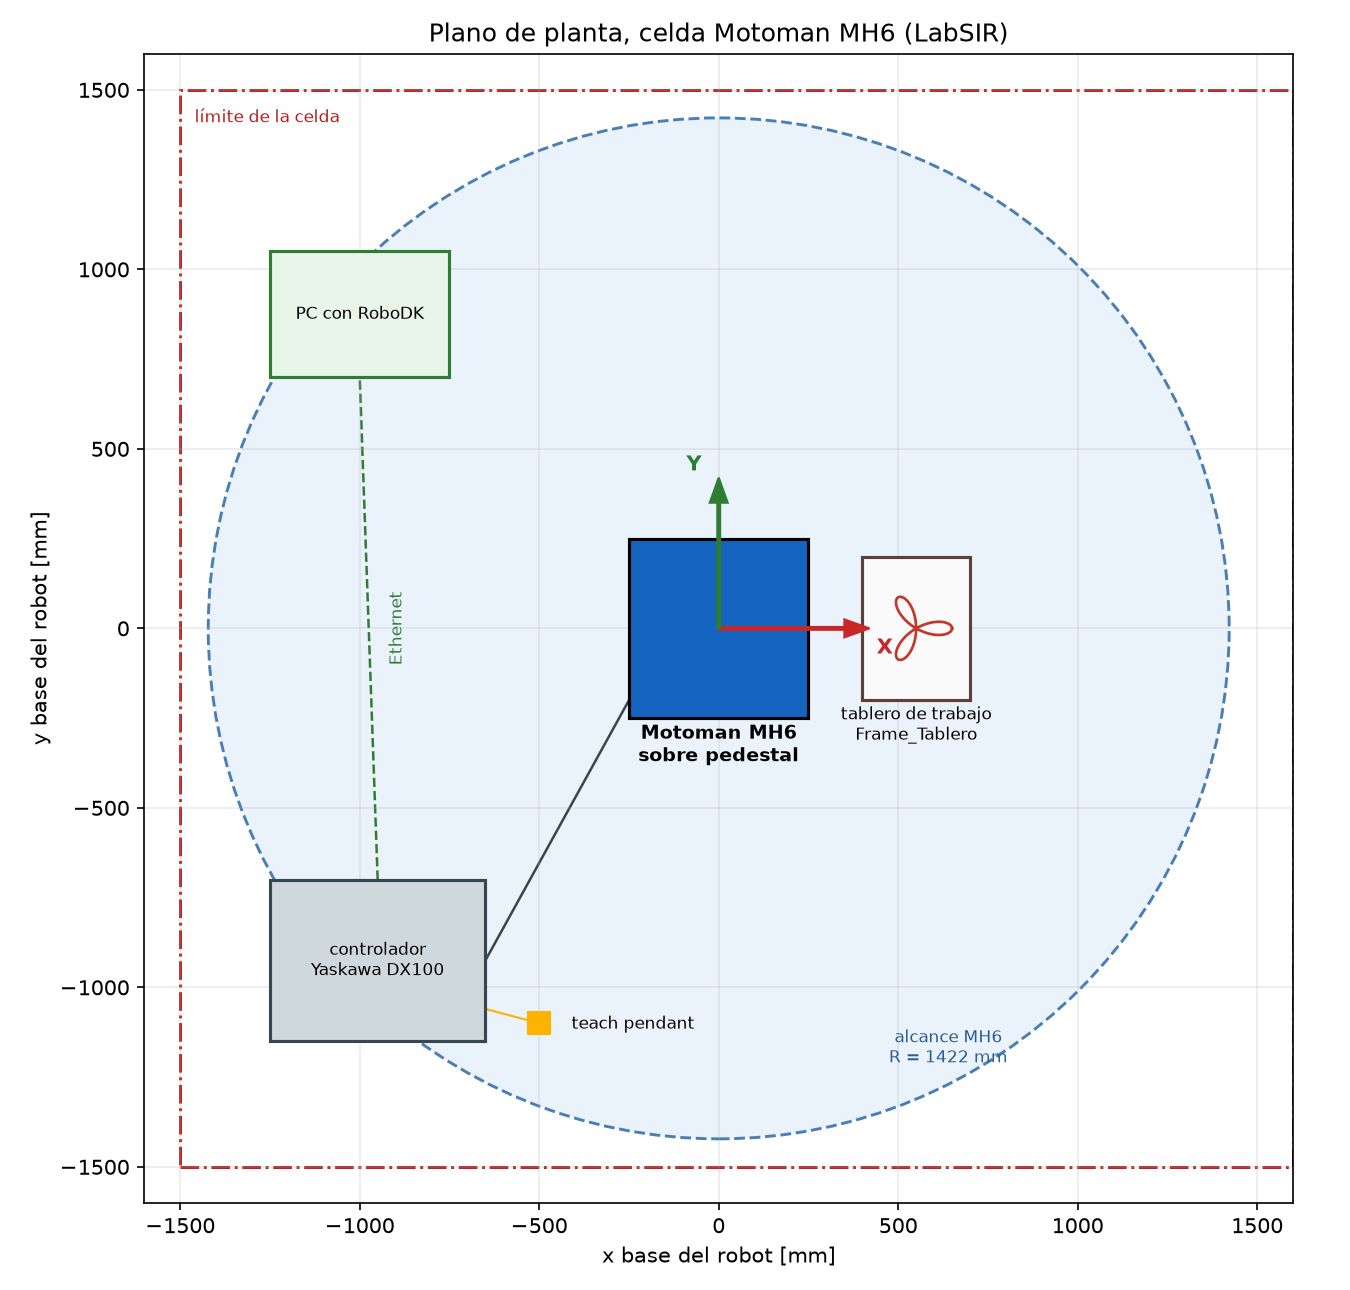 Plano de planta, celda Motoman MH6 (LabSIR)
1500
1000
500
0
−500
−1000
−1500
y base del robot [mm]
límite de la celda
PC con RoboDK
Y
Ethernet
X
tablero de trabajo
Frame_Tablero
Motoman MH6
sobre pedestal
controlador
Yaskawa DX100
teach pendant
alcance MH6
R = 1422 mm
−1500
−1000
−500
0
500
1000
1500
x base del robot [mm]